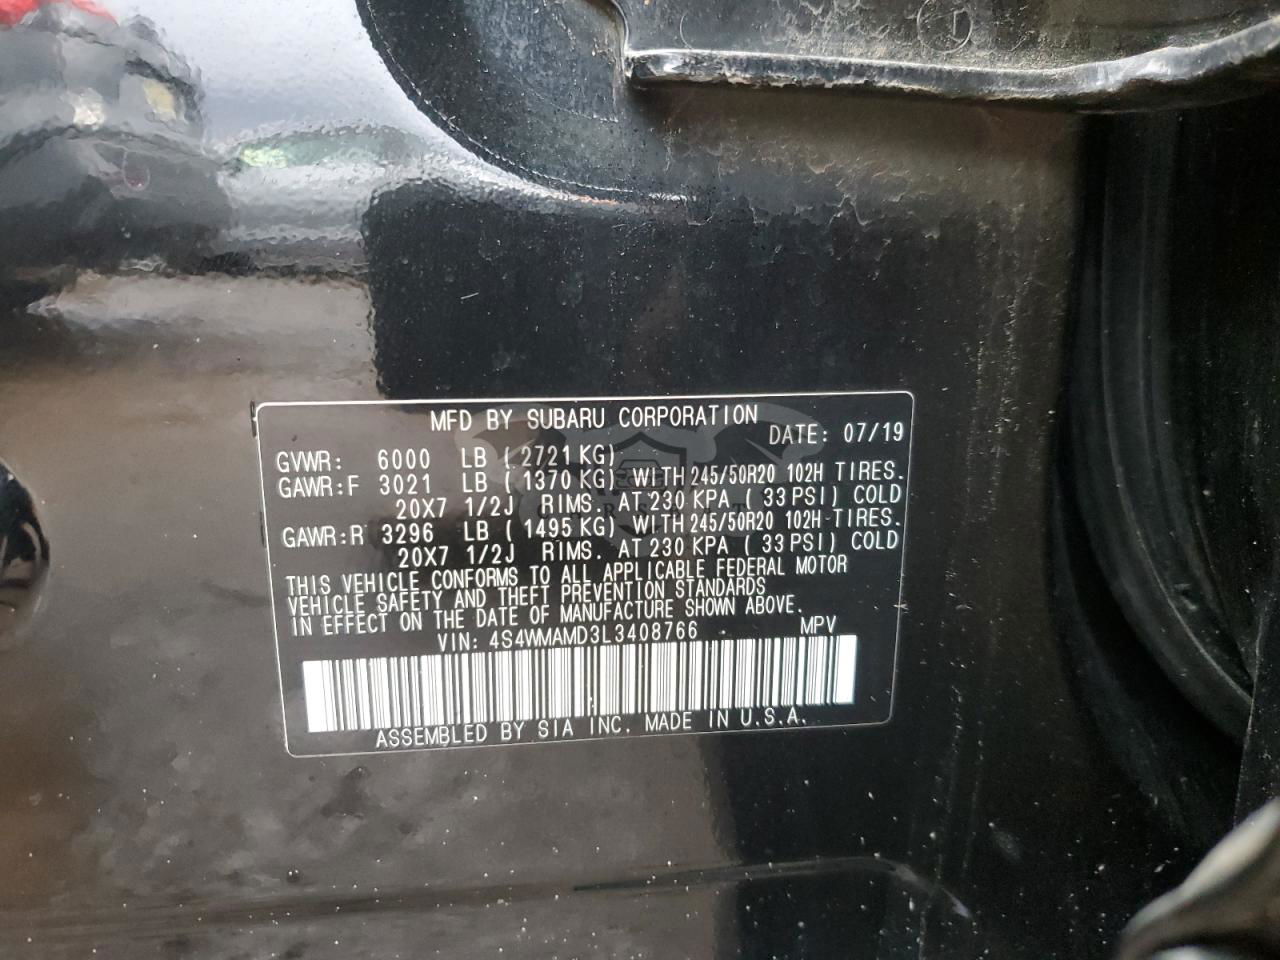 MFD BY SUBARU CORPORATION
DATE: 07/19
GVWR: 6000 LB ( 2721 KG)
GAWR:F 3021 LB ( 1370 KG) WITH 245/50R20 102H TIRES.
20X7 1/2J RIMS. AT 230 KPA ( 33 PSI) COLD
GAWR:R 3296 LB ( 1495 KG) WITH 245/50R20 102H TIRES.
20X7 1/2J RIMS. AT 230 KPA ( 33 PSI) COLD
THIS VEHICLE CONFORMS TO ALL APPLICABLE FEDERAL MOTOR
VEHICLE SAFETY AND THEFT PREVENTION STANDARDS
IN EFFECT ON THE DATE OF MANUFACTURE SHOWN ABOVE.
VIN: 4S4WMAMD3L3408766 MPV
ASSEMBLED BY SIA INC. MADE IN U.S.A.